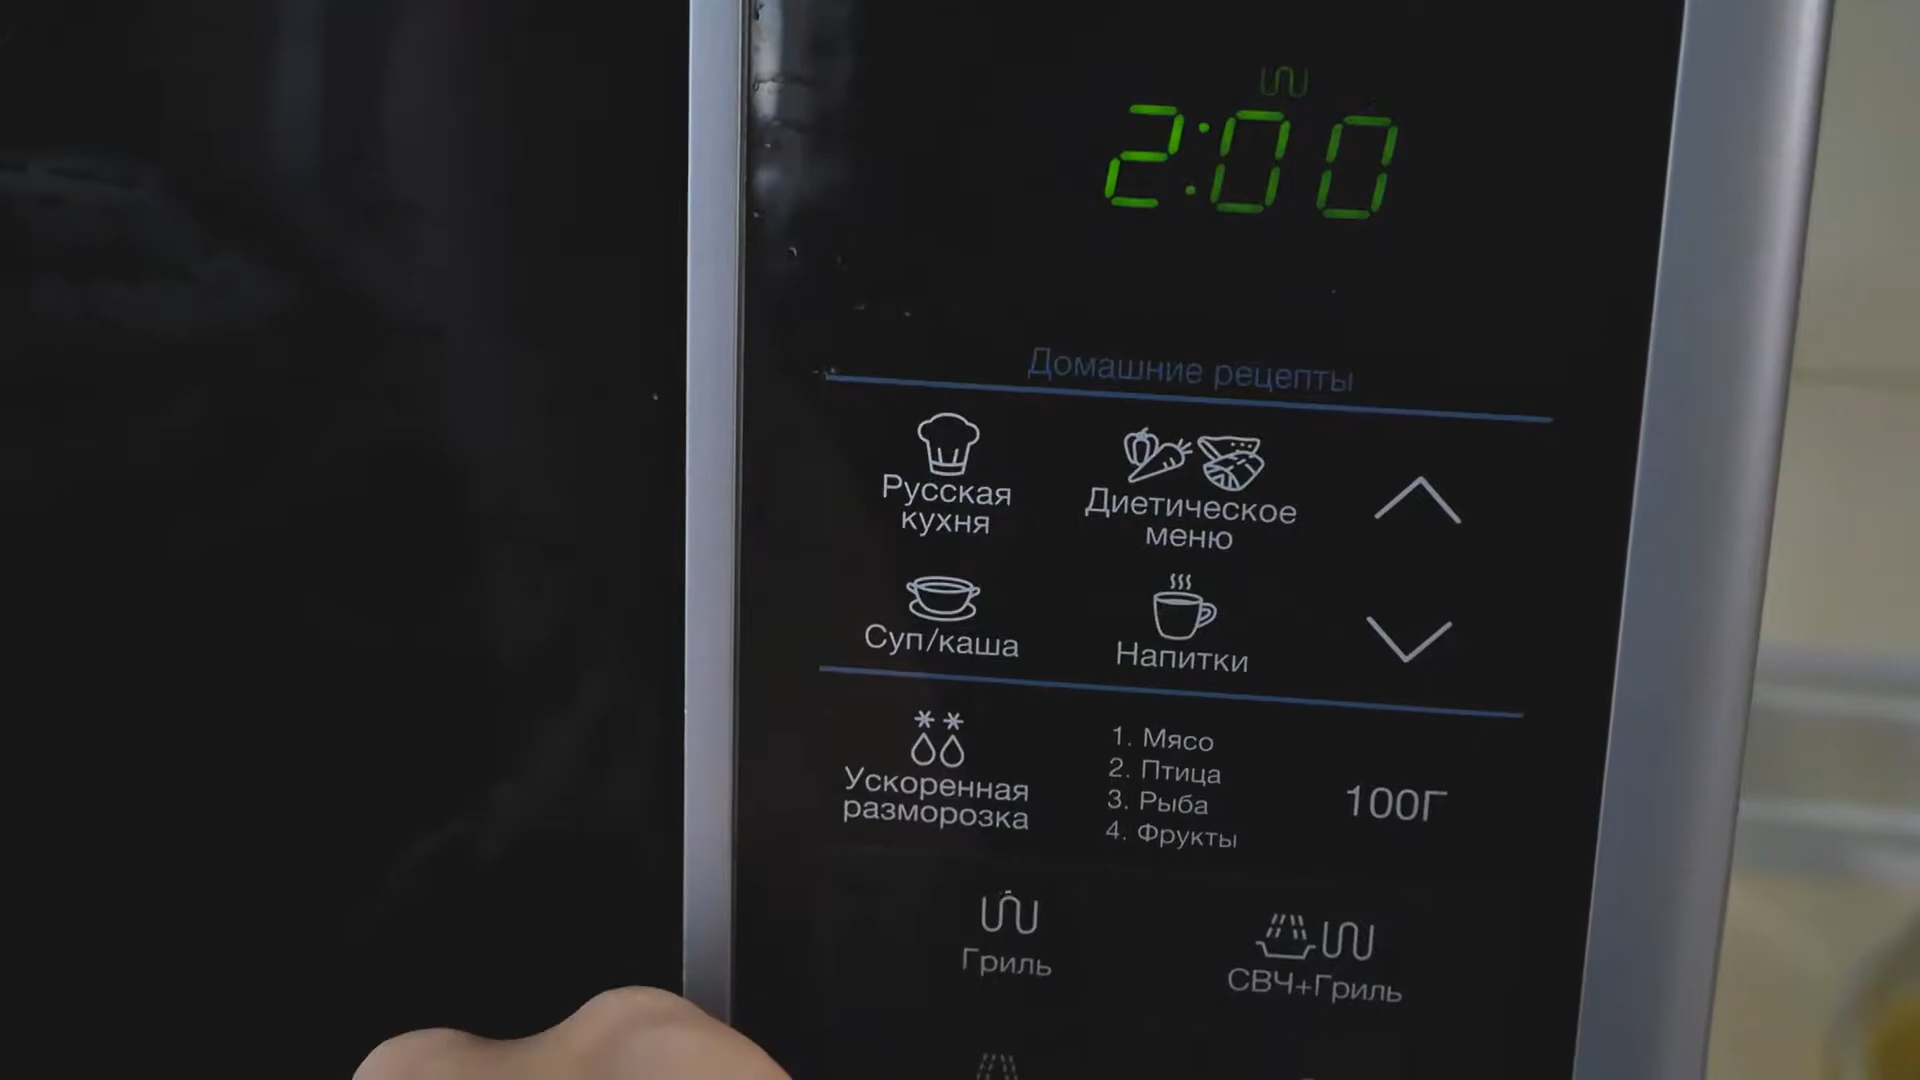 2:00
Домашние рецепты
Русская
кухня
Диетическое
меню
Суп/каша
Напитки
Ускоренная
разморозка
1. Мясо
2. Птица
3. Рыба
4. Фрукты
100Г
Гриль
СВЧ+Гриль